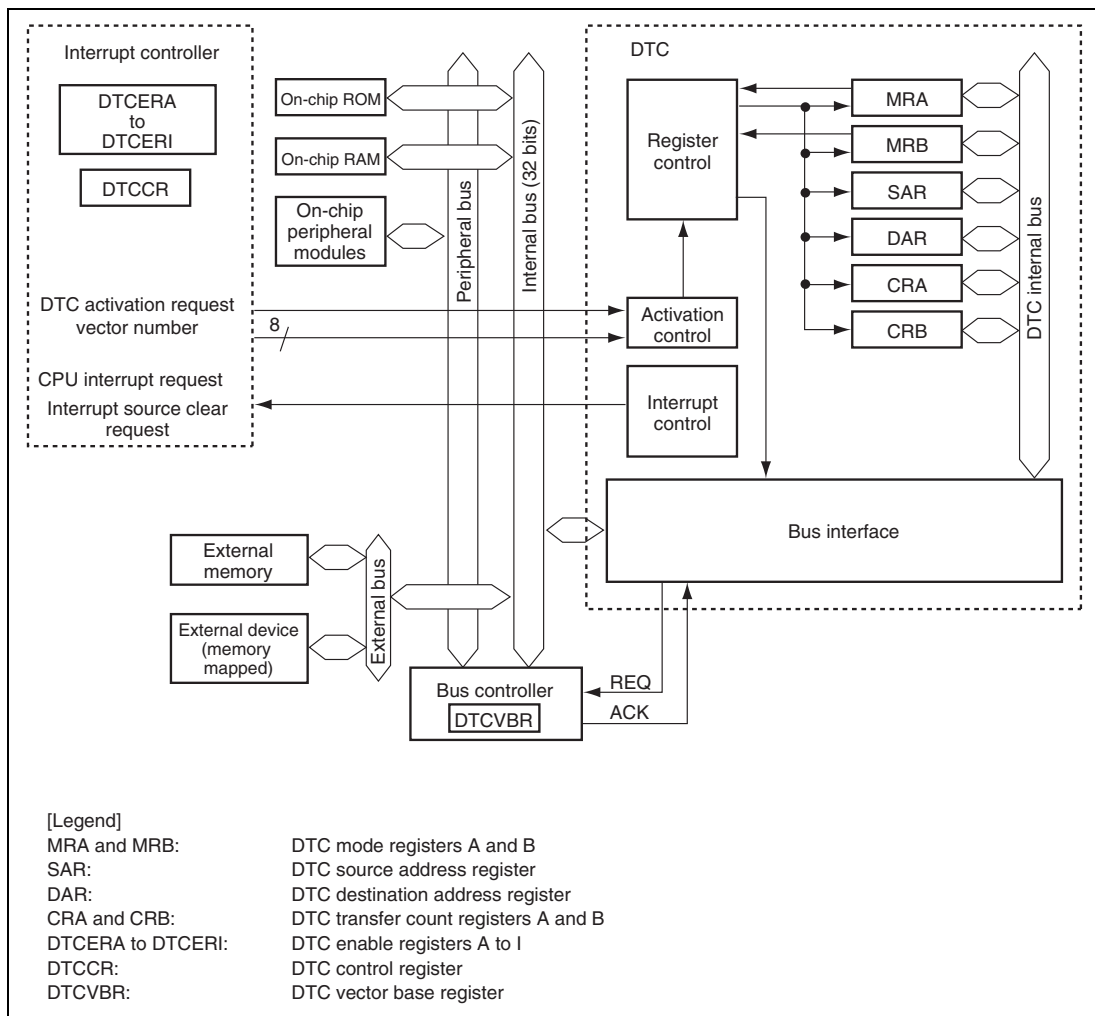 Interrupt controller
DTCERA
to
DTCERI
DTCCR
DTC activation request
vector number
8
CPU interrupt request
Interrupt source clear
request
On-chip ROM
On-chip RAM
On-chip
peripheral
modules
Peripheral bus
Internal bus (32 bits)
External
memory
External device
(memory
mapped)
External bus
Bus controller
DTCVBR
REQ
ACK
DTC
Register
control
Activation
control
Interrupt
control
MRA
MRB
SAR
DAR
CRA
CRB
DTC internal bus
Bus interface
[Legend]
MRA and MRB: DTC mode registers A and B
SAR: DTC source address register
DAR: DTC destination address register
CRA and CRB: DTC transfer count registers A and B
DTCERA to DTCERI: DTC enable registers A to I
DTCCR: DTC control register
DTCVBR: DTC vector base register